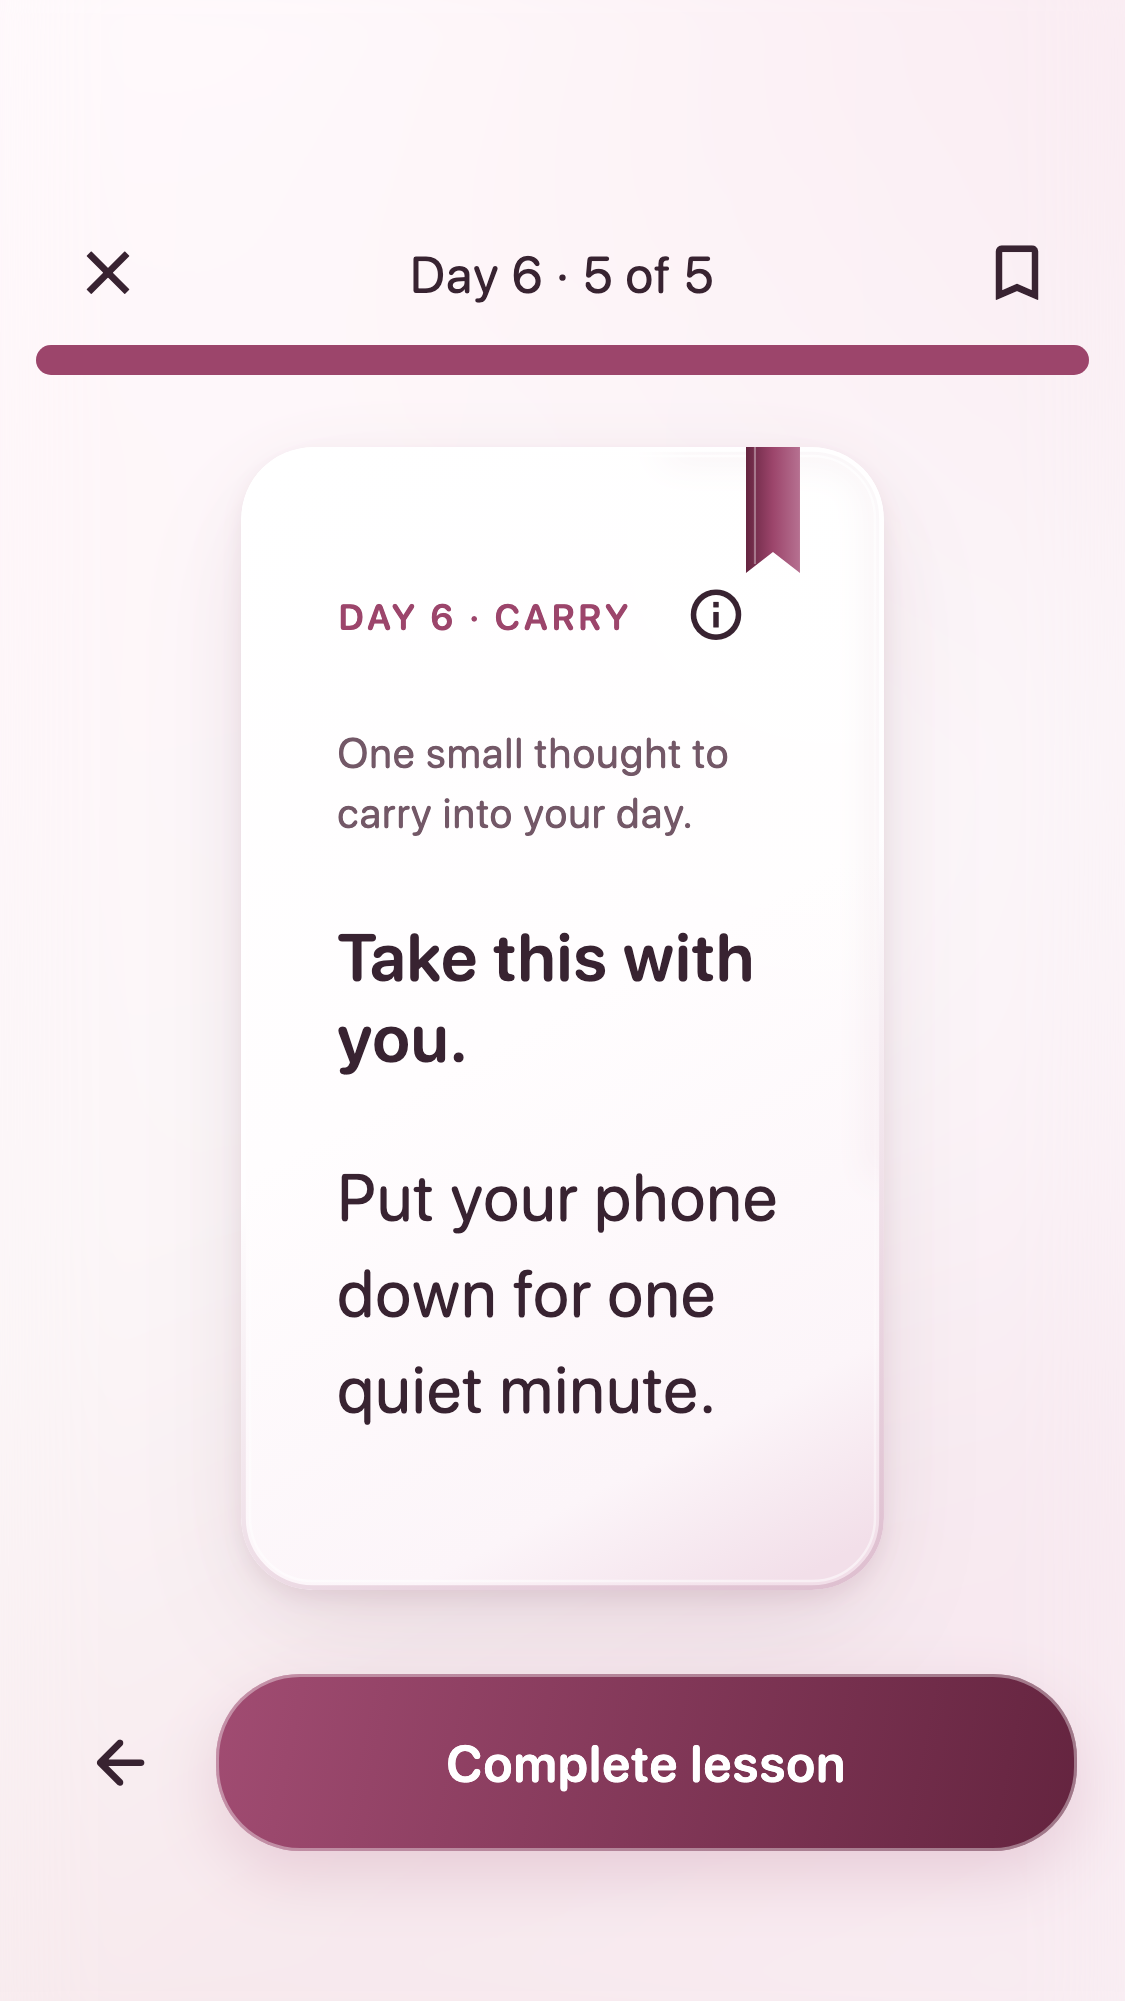 Day 6 · 5 of 5
DAY 6 · CARRY
One small thought to
carry into your day.
Take this with
you.
Put your phone
down for one
quiet minute.
Complete lesson